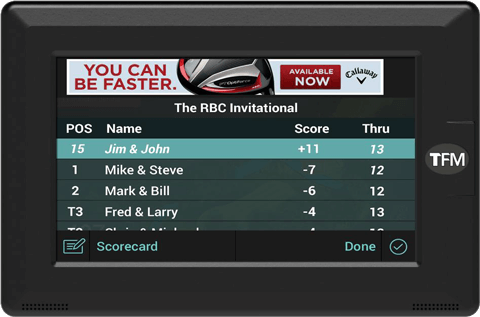 YOU CAN
BE FASTER.
AVAILABLE
NOW
Callaway
The RBC Invitational
POS Name Score Thru
15 Jim & John +11 13
1 Mike & Steve -7 12
2 Mark & Bill -6 12
T3 Fred & Larry -4 13
Scorecard Done
TFM